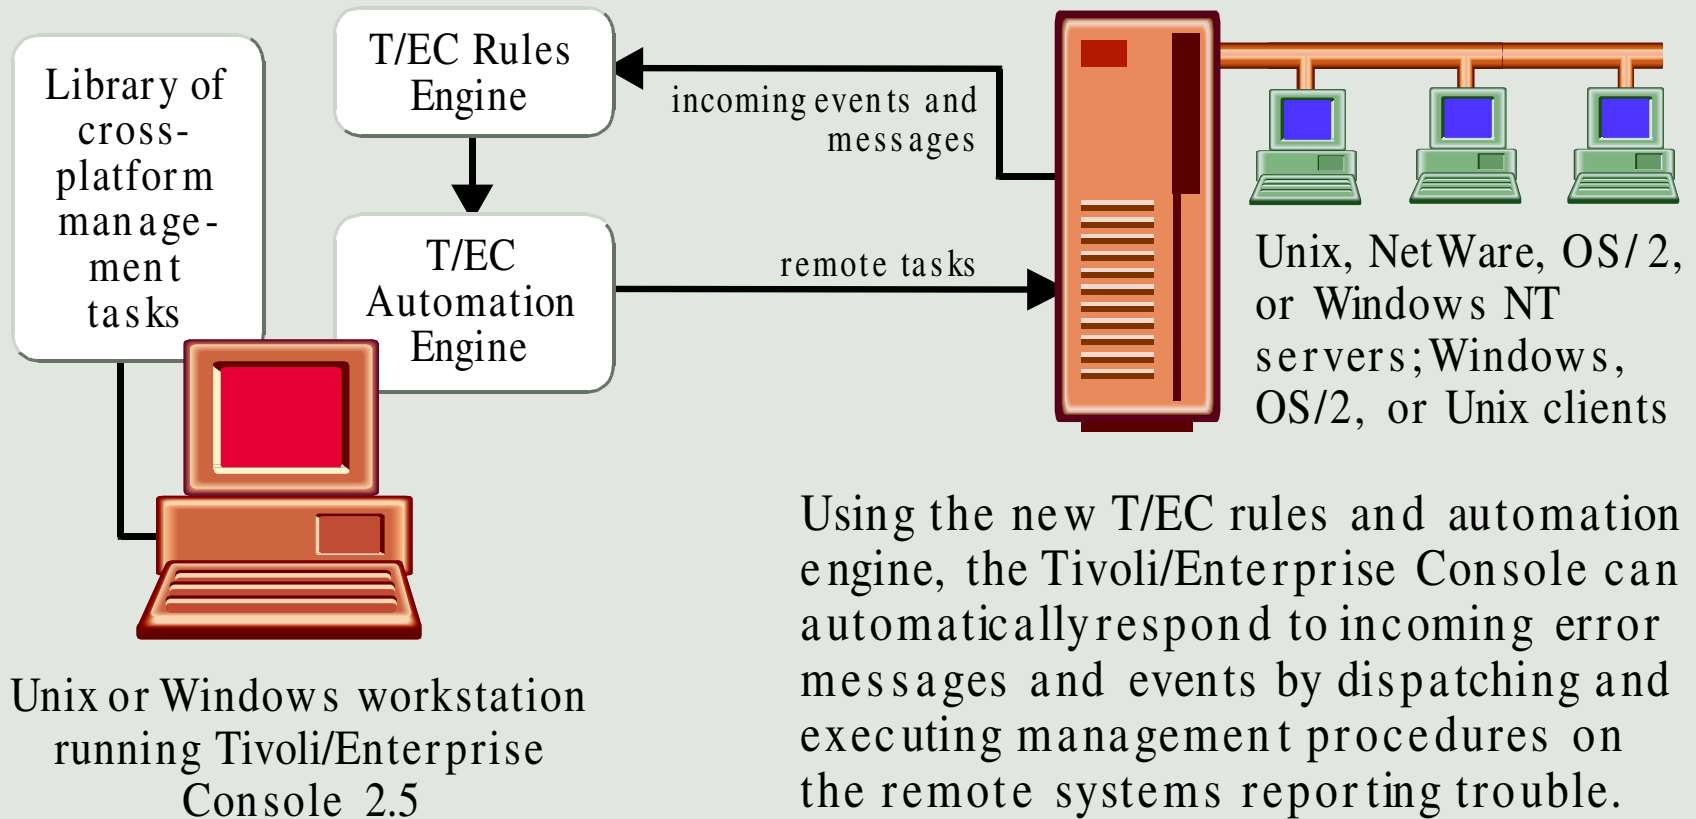 Library of
cross-
platform
manage-
ment
tasks
T/EC Rules
Engine
T/EC
Automation
Engine
incoming events and
messages
remote tasks
Unix, NetWare, OS/2,
or Windows NT
servers; Windows,
OS/2, or Unix clients
Unix or Windows workstation
running Tivoli/Enterprise
Console 2.5
Using the new T/EC rules and automation
engine, the Tivoli/Enterprise Console can
automatically respond to incoming error
messages and events by dispatching and
executing management procedures on
the remote systems reporting trouble.